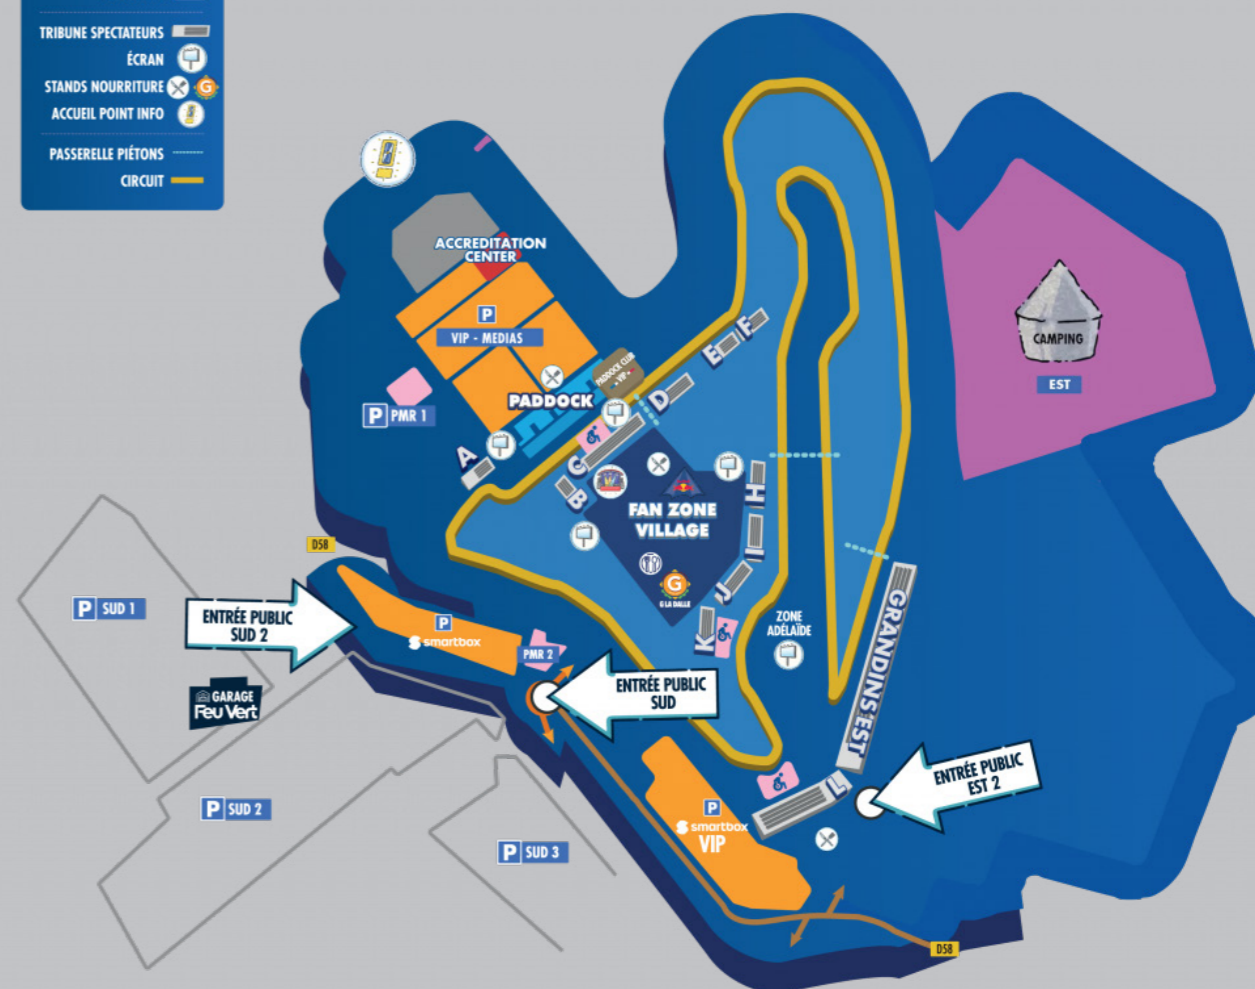 TRIBUNE SPECTATEURS
ÉCRAN
STANDS NOURRITURE
G
ACCUEIL POINT INFO
PASSERELLE PIÉTONS
CIRCUIT
ACCREDITATION
CENTER
P
VIP - MEDIAS
PADDOCK CLUB
VIP
PADDOCK
P PMR 1
A
B
C
D
E
F
H
I
J
K
L
FAN ZONE
VILLAGE
G
G LA DALLE
ZONE
ADÉLAÏDE
GRANDINS EST
CAMPING
EST
D58
P SUD 1
ENTRÉE PUBLIC
SUD 2
P
smartbox
PMR 2
ENTRÉE PUBLIC
SUD
GARAGE
Feu Vert
P SUD 2
P SUD 3
P
smartbox
VIP
ENTRÉE PUBLIC
EST 2
D58